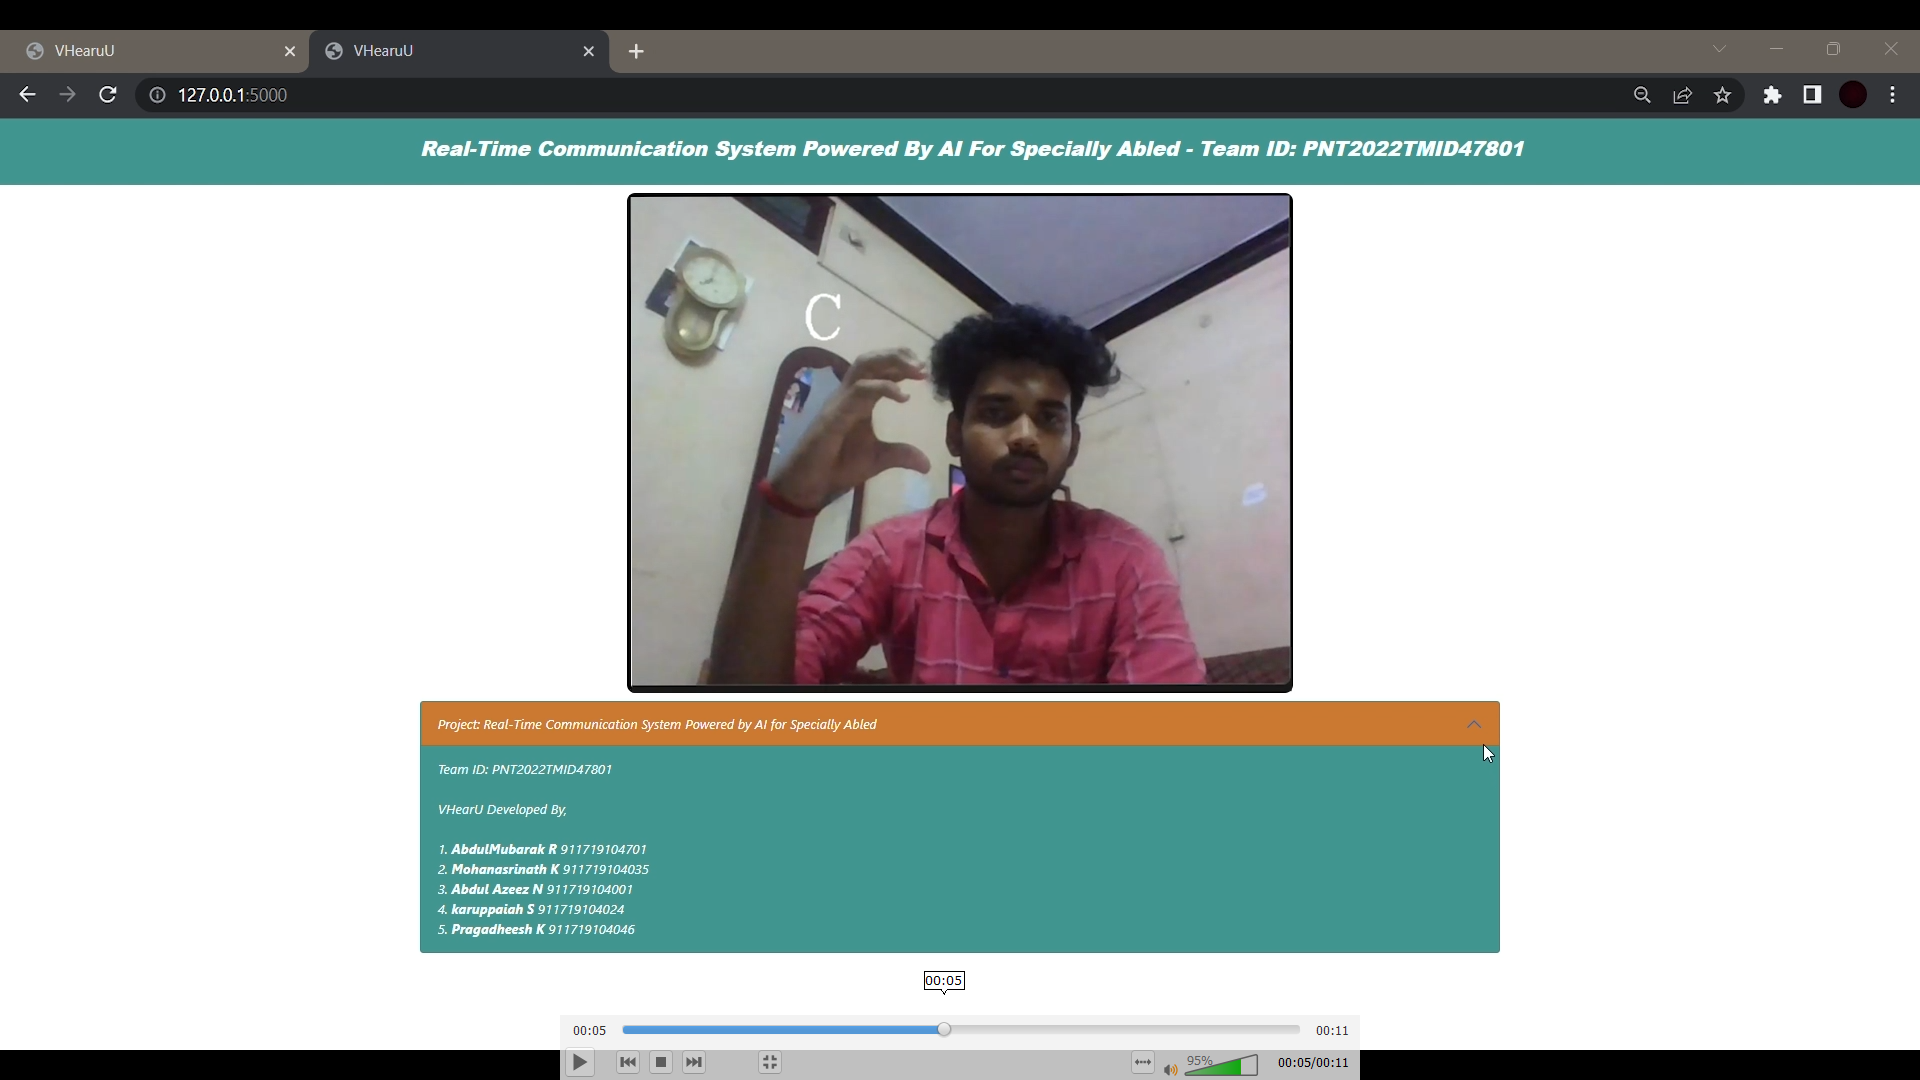 VHearuU
VHearuU
127.0.0.1:5000
Real-Time Communication System Powered By AI For Specially Abled - Team ID: PNT2022TMID47801
C
Project: Real-Time Communication System Powered by AI for Specially Abled
Team ID: PNT2022TMID47801
VHearU Developed By,
1. AbdulMubarak R 911719104701
2. Mohanasrinath K 911719104035
3. Abdul Azeez N 911719104001
4. karuppaiah S 911719104024
5. Pragadheesh K 911719104046
00:05
00:05
00:11
95%
00:05/00:11